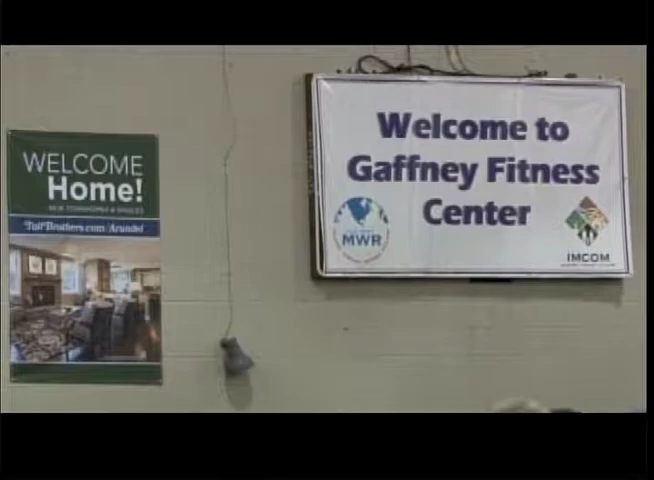 WELCOME
Home!
NEW TOWNHOMES & SINGLES
TollBrothers.com/Arundel
Welcome to
Gaffney Fitness
Center
MWR
IMCOM